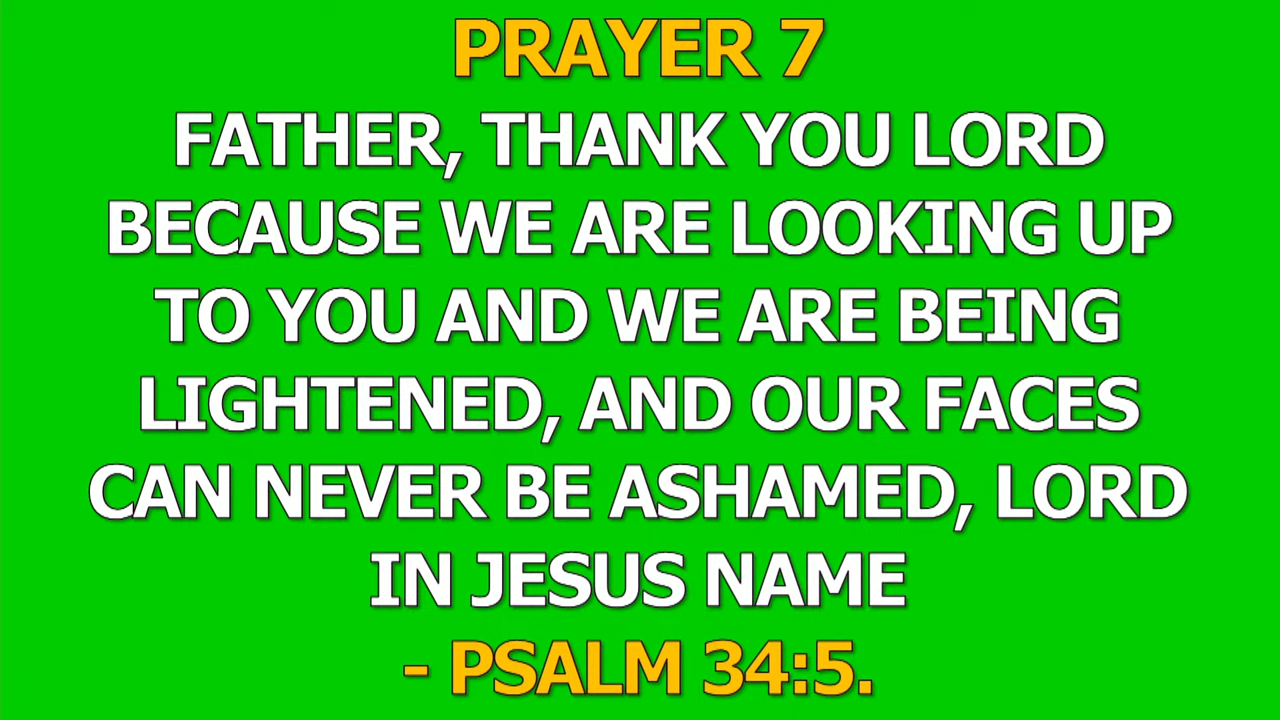 PRAYER 7
FATHER, THANK YOU LORD
BECAUSE WE ARE LOOKING UP
TO YOU AND WE ARE BEING
LIGHTENED, AND OUR FACES
CAN NEVER BE ASHAMED, LORD
IN JESUS NAME
- PSALM 34:5.